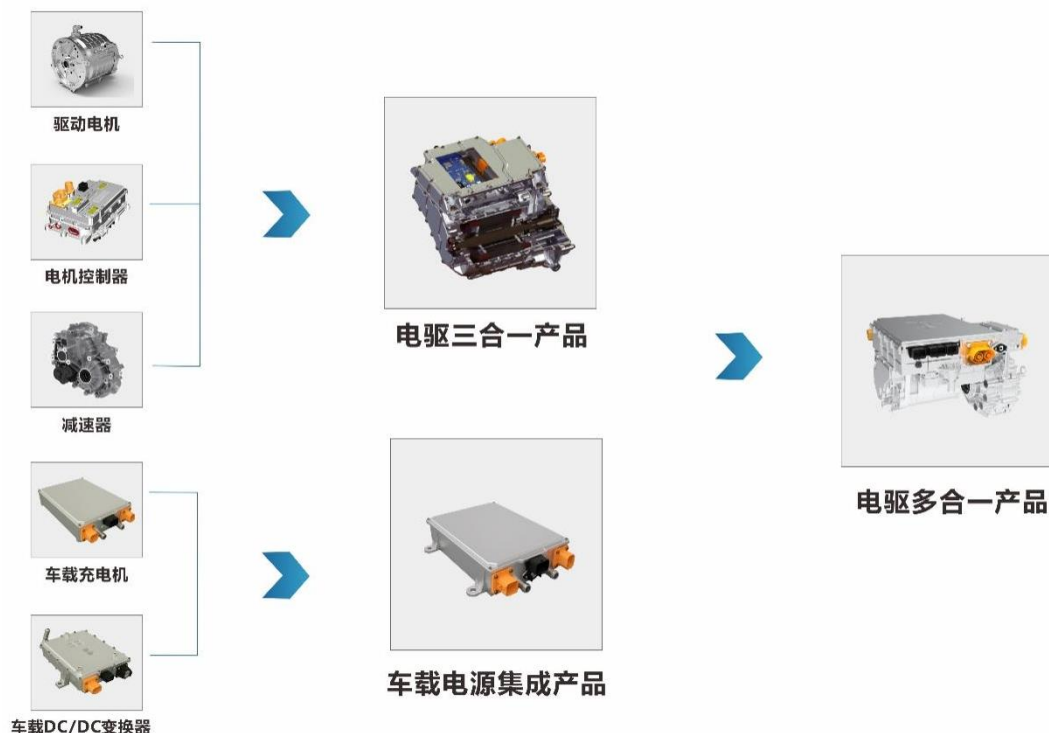 驱动电机
电机控制器
减速器
车载充电机
车载DC/DC变换器
电驱三合一产品
车载电源集成产品
电驱多合一产品